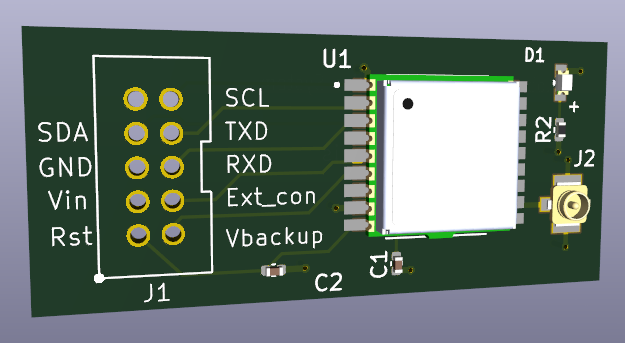 U1
D1
SCL
+
SDA
TXD
R2
GND
RXD
J2
Vin
Ext_con
Rst
Vbackup
C1
J1
C2